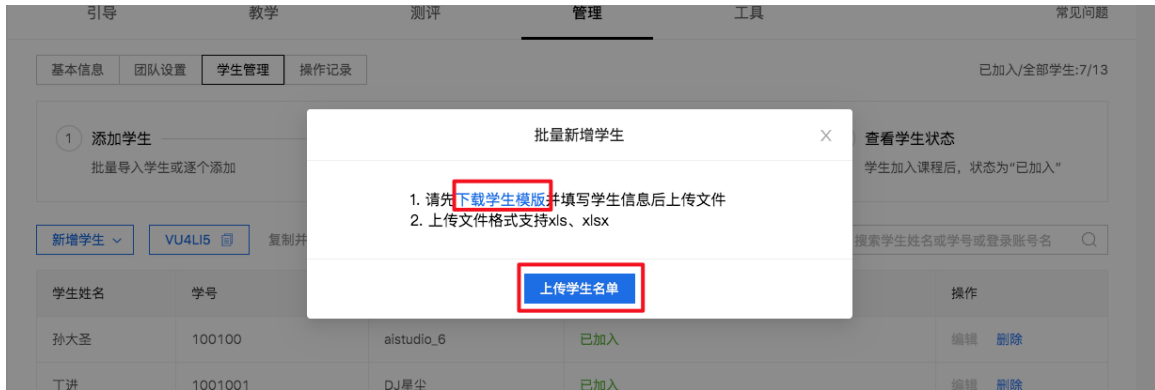 引导 教学 测评 管理 工具 常见问题
基本信息 团队设置 学生管理 操作记录 已加入/全部学生:7/13
批量新增学生
1 添加学生 查看学生状态
批量导入学生或逐个添加 学生加入课程后，状态为“已加入”
1. 请先下载学生模版并填写学生信息后上传文件
2. 上传文件格式支持xls、xlsx
新增学生 VU4LI5 复制并 搜索学生姓名或学号或登录账号名
上传学生名单
学生姓名 学号 操作
孙大圣 100100 aistudio_6 已加入 编辑 删除
丁进 1001001 DJ星尘 已加入 编辑 删除